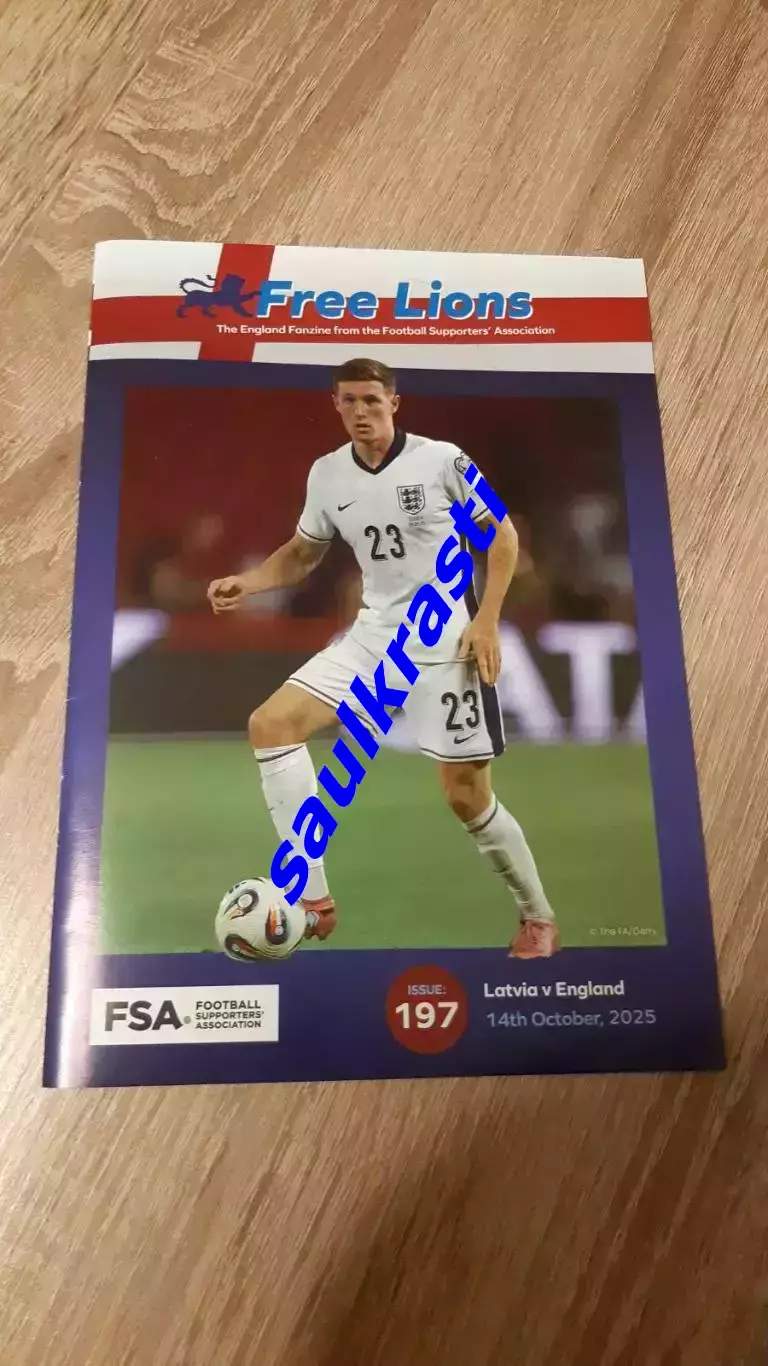 Free Lions
The England Fanzine from the Football Supporters' Association
23
23
saulkrasti
© The FA/Getty
FSA
FOOTBALL
SUPPORTERS'
ASSOCIATION
ISSUE:
197
Latvia v England
14th October, 2025